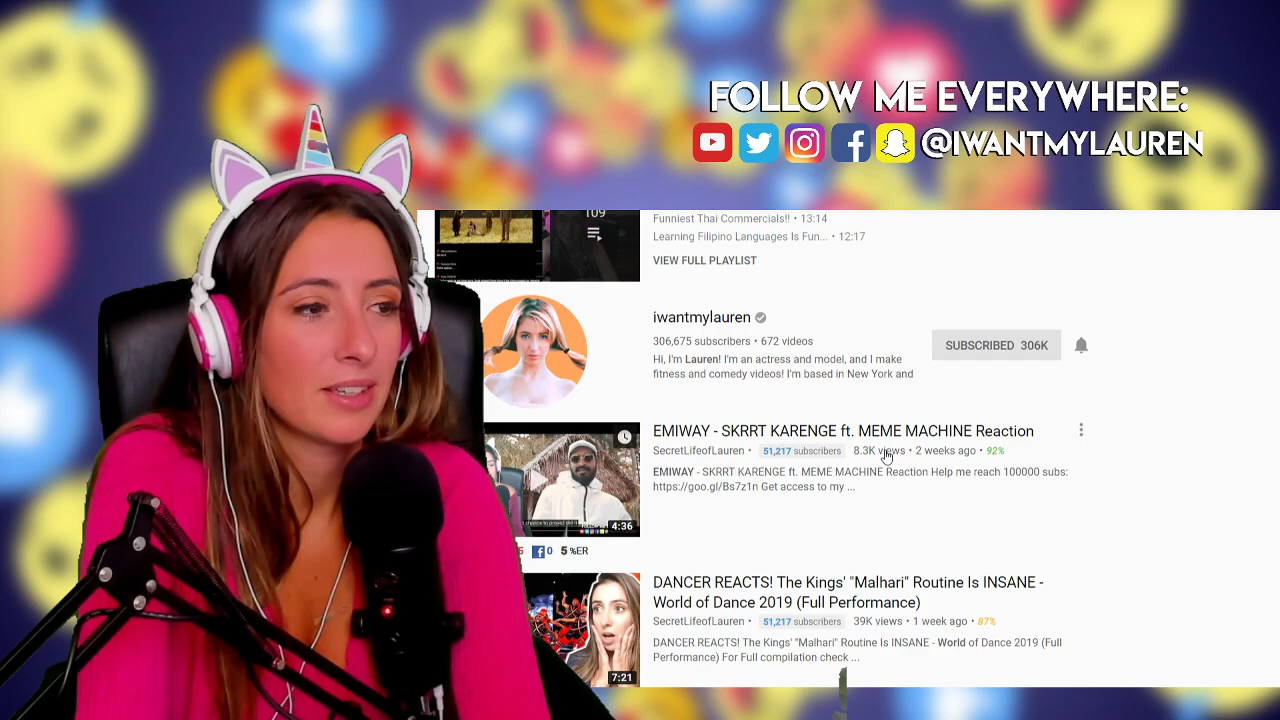 FOLLOW ME EVERYWHERE:
@IWANTMYLAUREN
109
Funniest Thai Commercials!! • 13:14
Learning Filipino Languages Is Fun... • 12:17
VIEW FULL PLAYLIST
iwantmylauren
306,675 subscribers • 672 videos
SUBSCRIBED 306K
Hi, I'm Lauren! I'm an actress and model, and I make
fitness and comedy videos! I'm based in New York and
EMIWAY - SKRRT KARENGE ft. MEME MACHINE Reaction
SecretLifeofLauren • 51,217 subscribers 8.3K views • 2 weeks ago • 92%
EMIWAY - SKRRT KARENGE ft. MEME MACHINE Reaction Help me reach 100000 subs:
https://goo.gl/Bs7z1n Get access to my ...
4:36
0 5 %ER
DANCER REACTS! The Kings' "Malhari" Routine Is INSANE -
World of Dance 2019 (Full Performance)
SecretLifeofLauren • 51,217 subscribers 39K views • 1 week ago • 87%
DANCER REACTS! The Kings' "Malhari" Routine Is INSANE - World of Dance 2019 (Full
Performance) For Full compilation check ...
7:21